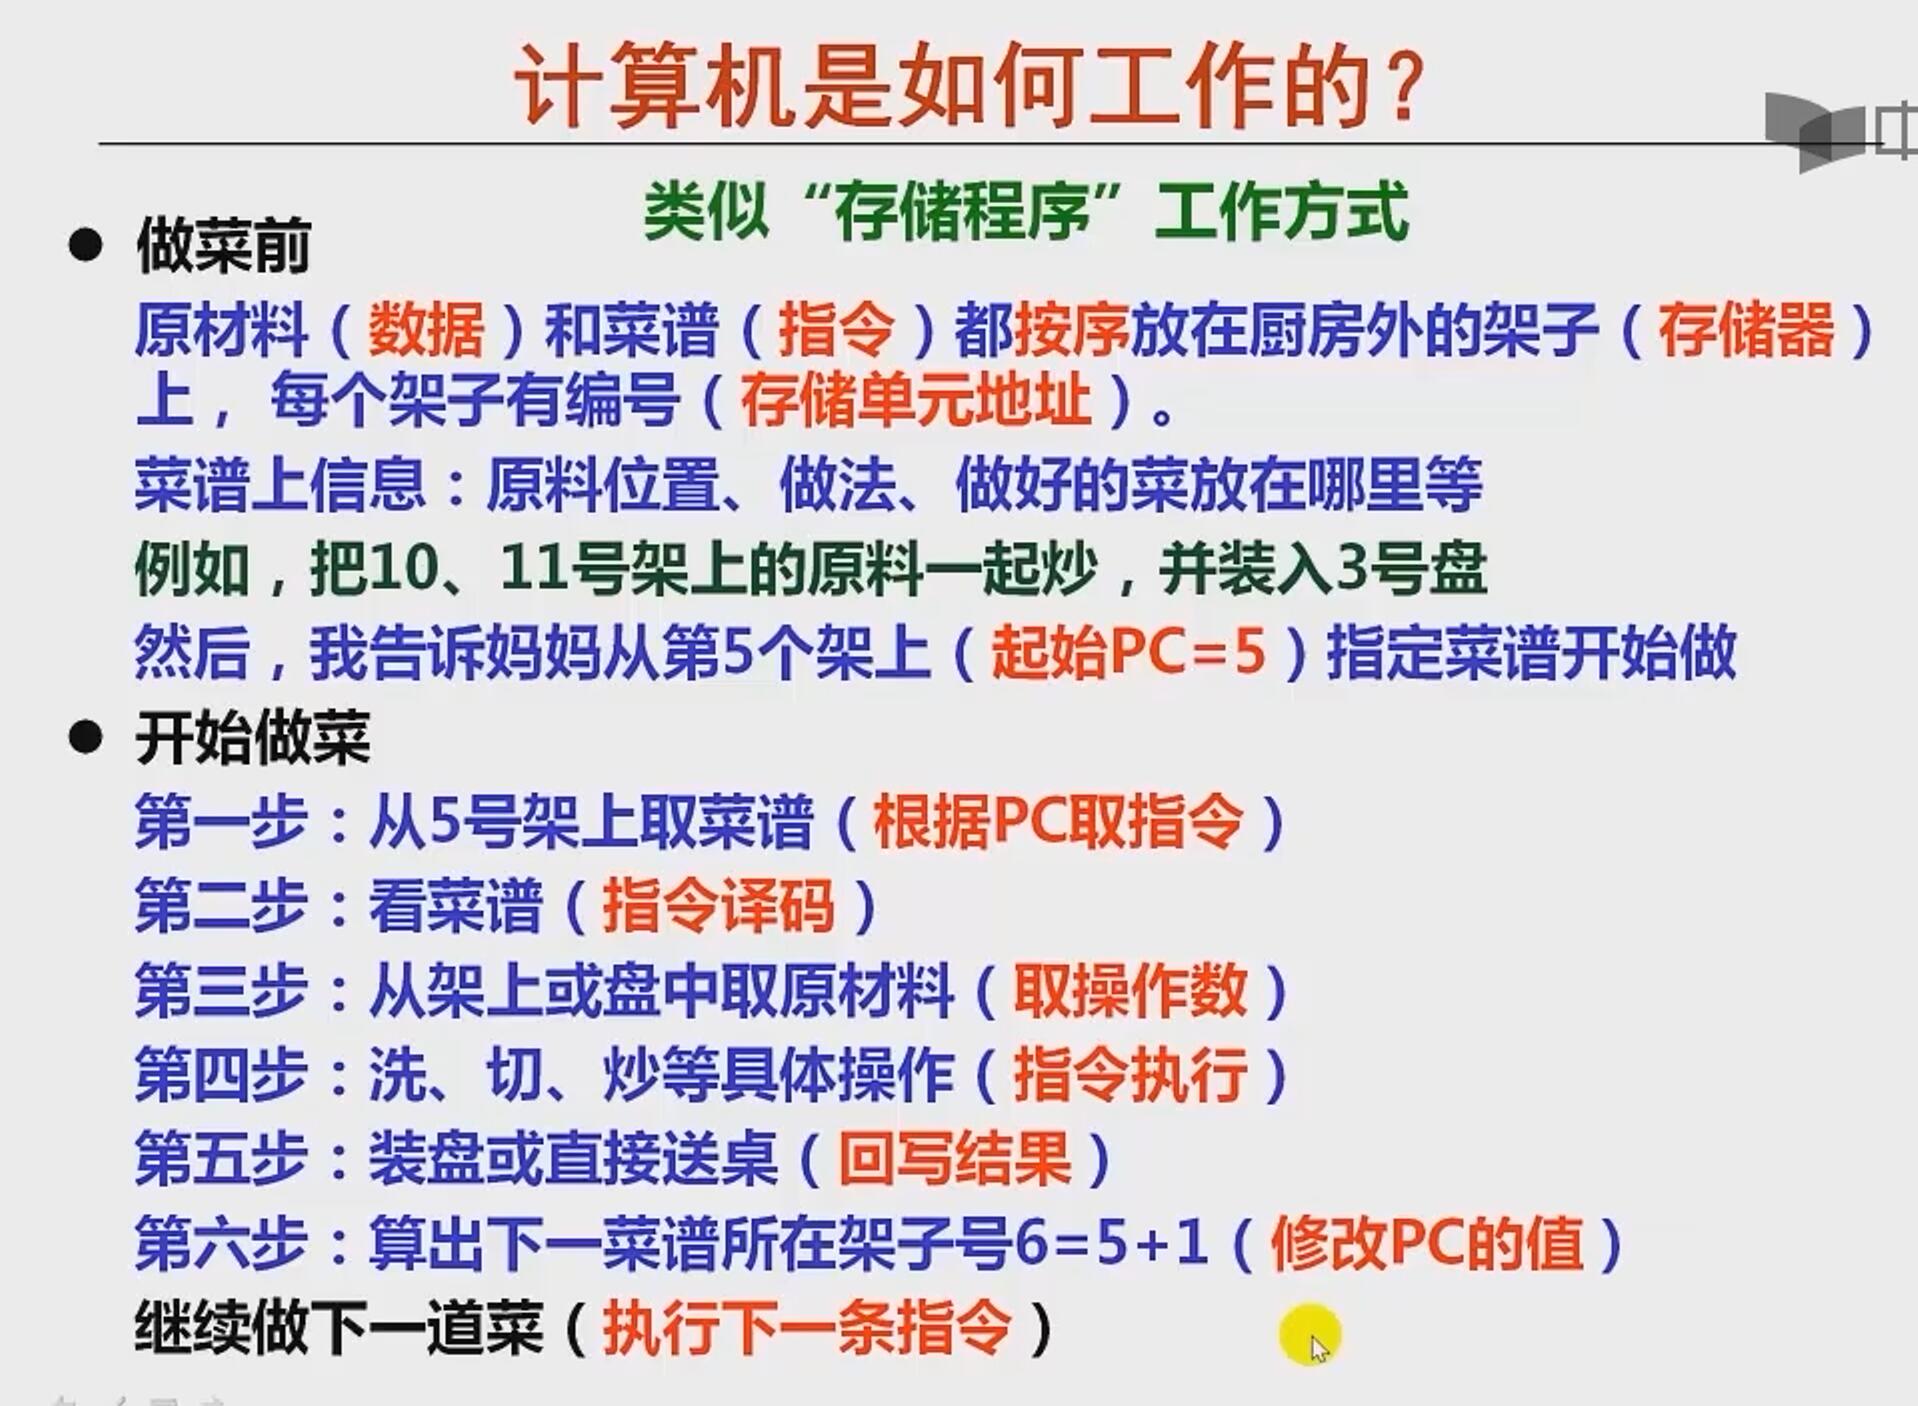 计算机是如何工作的？
中
类似“存储程序”工作方式
● 做菜前
原材料（数据）和菜谱（指令）都按序放在厨房外的架子（存储器）
上， 每个架子有编号（存储单元地址）。
菜谱上信息：原料位置、做法、做好的菜放在哪里等
例如，把10、11号架上的原料一起炒，并装入3号盘
然后，我告诉妈妈从第5个架上（起始PC=5）指定菜谱开始做
● 开始做菜
第一步：从5号架上取菜谱（根据PC取指令）
第二步：看菜谱（指令译码）
第三步：从架上或盘中取原材料（取操作数）
第四步：洗、切、炒等具体操作（指令执行）
第五步：装盘或直接送桌（回写结果）
第六步：算出下一菜谱所在架子号6=5+1（修改PC的值）
继续做下一道菜（执行下一条指令）